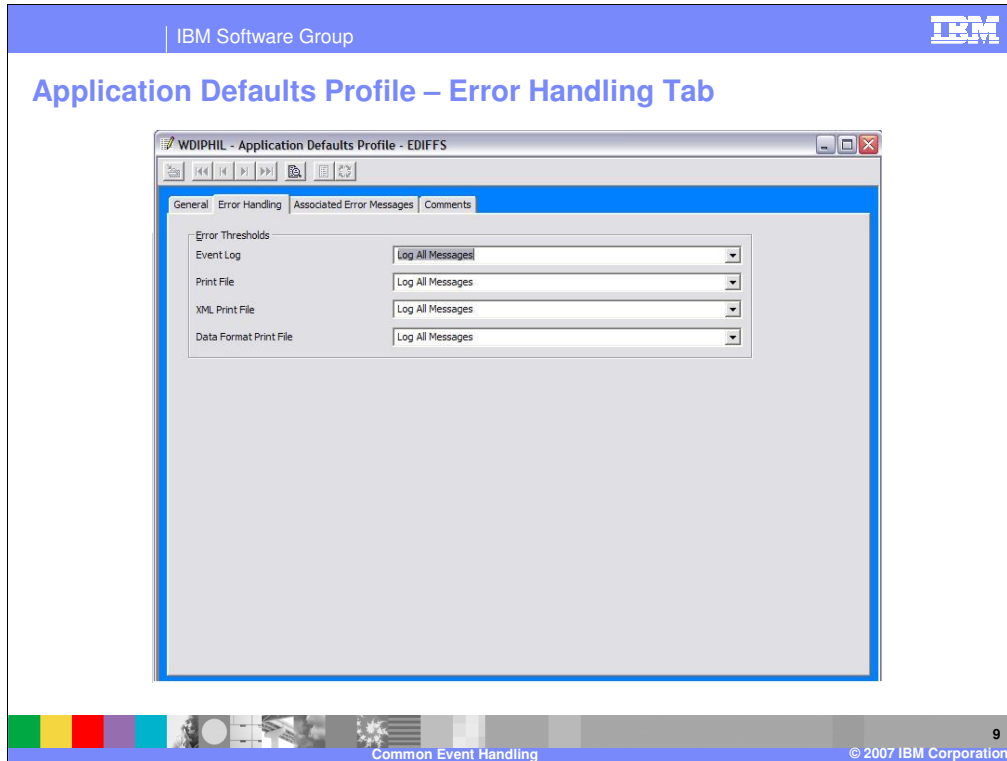 IBM Software Group
IBM
Application Defaults Profile – Error Handling Tab
WDIPHIL - Application Defaults Profile - EDIFFS
General Error Handling Associated Error Messages Comments
Error Thresholds
Event Log Log All Messages
Print File Log All Messages
XML Print File Log All Messages
Data Format Print File Log All Messages
9
Common Event Handling © 2007 IBM Corporation